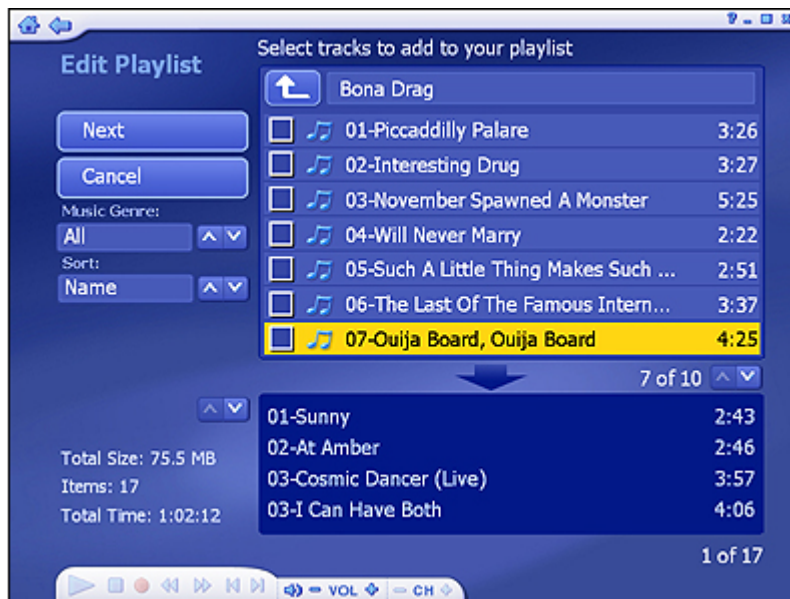 Edit Playlist
Select tracks to add to your playlist
Bona Drag
Next
Cancel
Music Genre:
All
Sort:
Name
01-Piccaddilly Palare 3:26
02-Interesting Drug 3:27
03-November Spawned A Monster 5:25
04-Will Never Marry 2:22
05-Such A Little Thing Makes Such ... 2:51
06-The Last Of The Famous Intern... 3:37
07-Ouija Board, Ouija Board 4:25
7 of 10
01-Sunny 2:43
02-At Amber 2:46
03-Cosmic Dancer (Live) 3:57
03-I Can Have Both 4:06
Total Size: 75.5 MB
Items: 17
Total Time: 1:02:12
1 of 17
VOL
CH